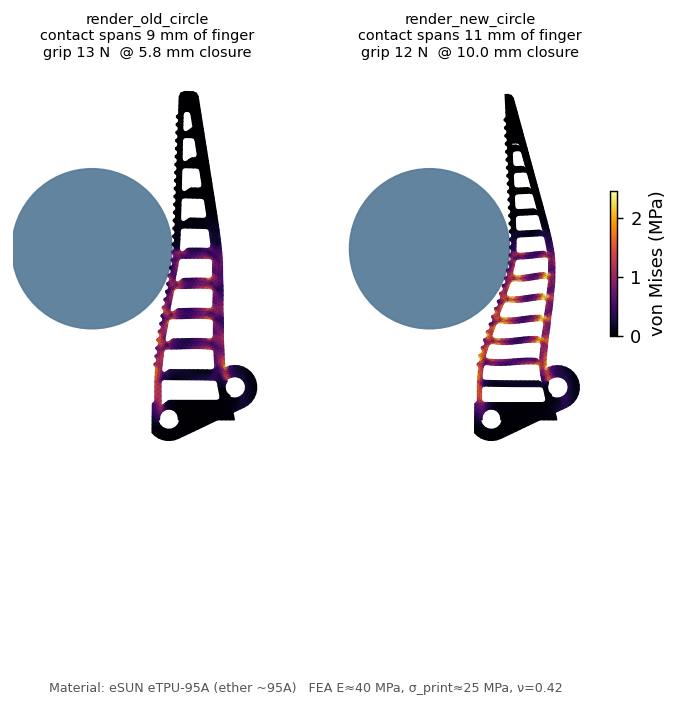 render_old_circle
contact spans 9 mm of finger
grip 13 N  @ 5.8 mm closure
render_new_circle
contact spans 11 mm of finger
grip 12 N  @ 10.0 mm closure
2
1
0
von Mises (MPa)
Material: eSUN eTPU-95A (ether ~95A)   FEA E≈40 MPa, σ_print≈25 MPa, ν=0.42